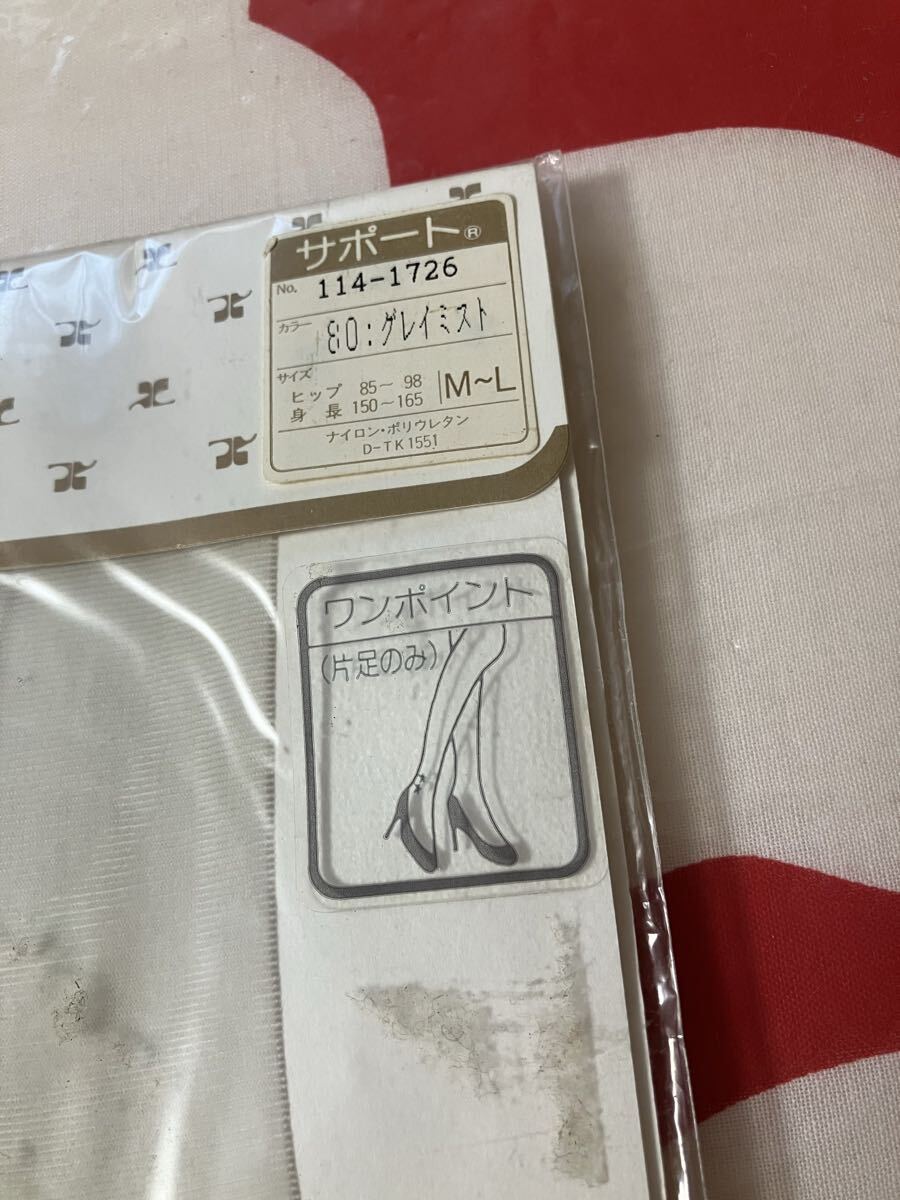 サポート®
No. 114-1726
カラー 80:グレイミスト
サイズ
ヒップ 85～98
身長 150～165
M～L
ナイロン・ポリウレタン
D-TK1551
ワンポイント
(片足のみ)